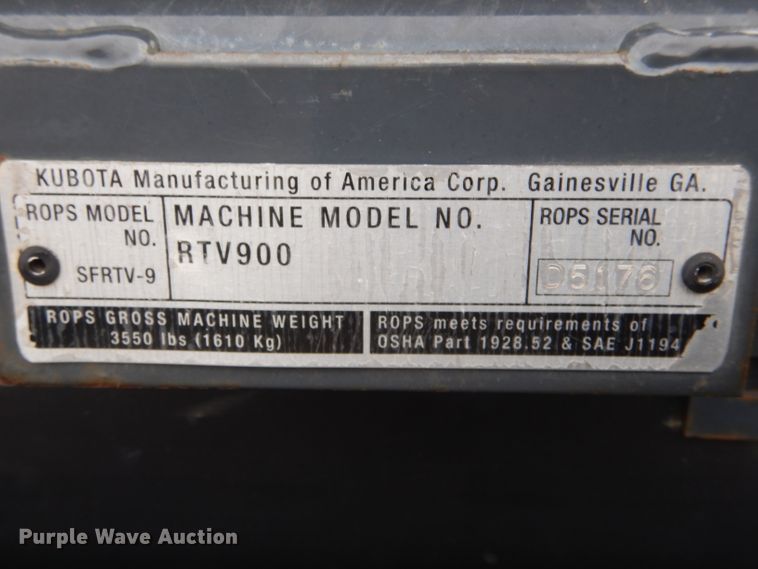 KUBOTA Manufacturing of America Corp. Gainesville GA.
ROPS MODEL NO.
SFRTV-9
MACHINE MODEL NO.
RTV900
ROPS SERIAL NO.
D5176
ROPS GROSS MACHINE WEIGHT
3550 lbs (1610 Kg)
ROPS meets requirements of
OSHA Part 1928.52 & SAE J1194
Purple Wave Auction